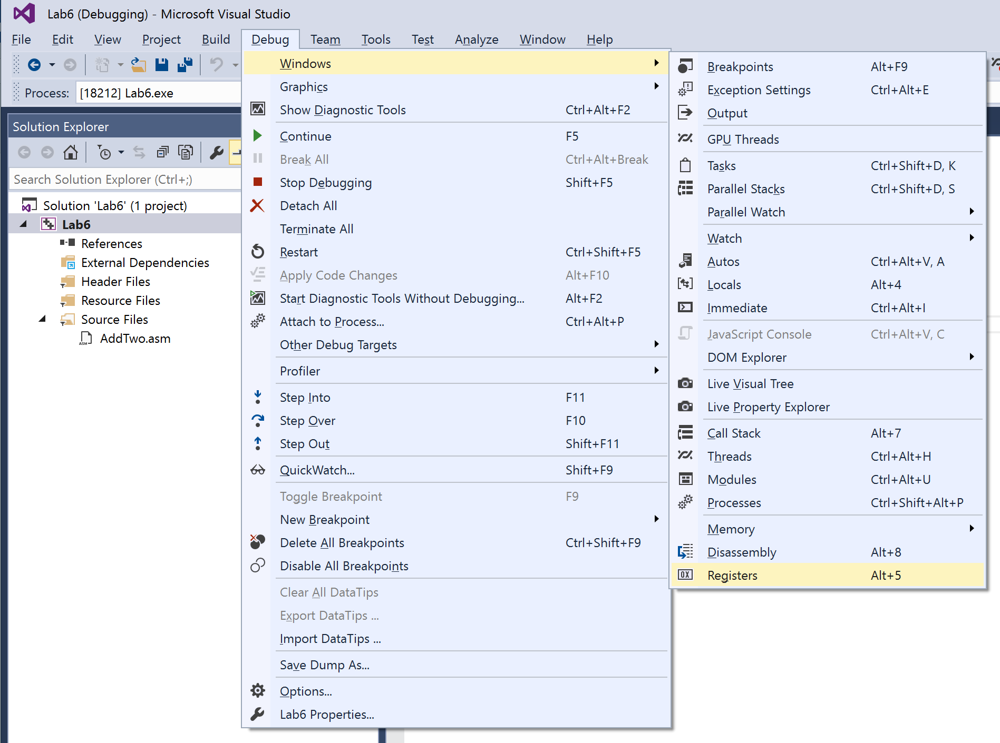 Lab6 (Debugging) - Microsoft Visual Studio
File Edit View Project Build Debug Team Tools Test Analyze Window Help
Process: [18212] Lab6.exe
Solution Explorer
Search Solution Explorer (Ctrl+;)
Solution 'Lab6' (1 project)
Lab6
References
External Dependencies
Header Files
Resource Files
Source Files
ASM AddTwo.asm
Windows
Graphics
Show Diagnostic Tools Ctrl+Alt+F2
Continue F5
Break All Ctrl+Alt+Break
Stop Debugging Shift+F5
Detach All
Terminate All
Restart Ctrl+Shift+F5
Apply Code Changes Alt+F10
Start Diagnostic Tools Without Debugging... Alt+F2
Attach to Process... Ctrl+Alt+P
Other Debug Targets
Profiler
Step Into F11
Step Over F10
Step Out Shift+F11
QuickWatch... Shift+F9
Toggle Breakpoint F9
New Breakpoint
Delete All Breakpoints Ctrl+Shift+F9
Disable All Breakpoints
Clear All DataTips
Export DataTips ...
Import DataTips ...
Save Dump As...
Options...
Lab6 Properties...
Breakpoints Alt+F9
Exception Settings Ctrl+Alt+E
Output
GPU Threads
Tasks Ctrl+Shift+D, K
Parallel Stacks Ctrl+Shift+D, S
Parallel Watch
Watch
Autos Ctrl+Alt+V, A
Locals Alt+4
Immediate Ctrl+Alt+I
JavaScript Console Ctrl+Alt+V, C
DOM Explorer
Live Visual Tree
Live Property Explorer
Call Stack Alt+7
Threads Ctrl+Alt+H
Modules Ctrl+Alt+U
Processes Ctrl+Shift+Alt+P
Memory
Disassembly Alt+8
0X Registers Alt+5